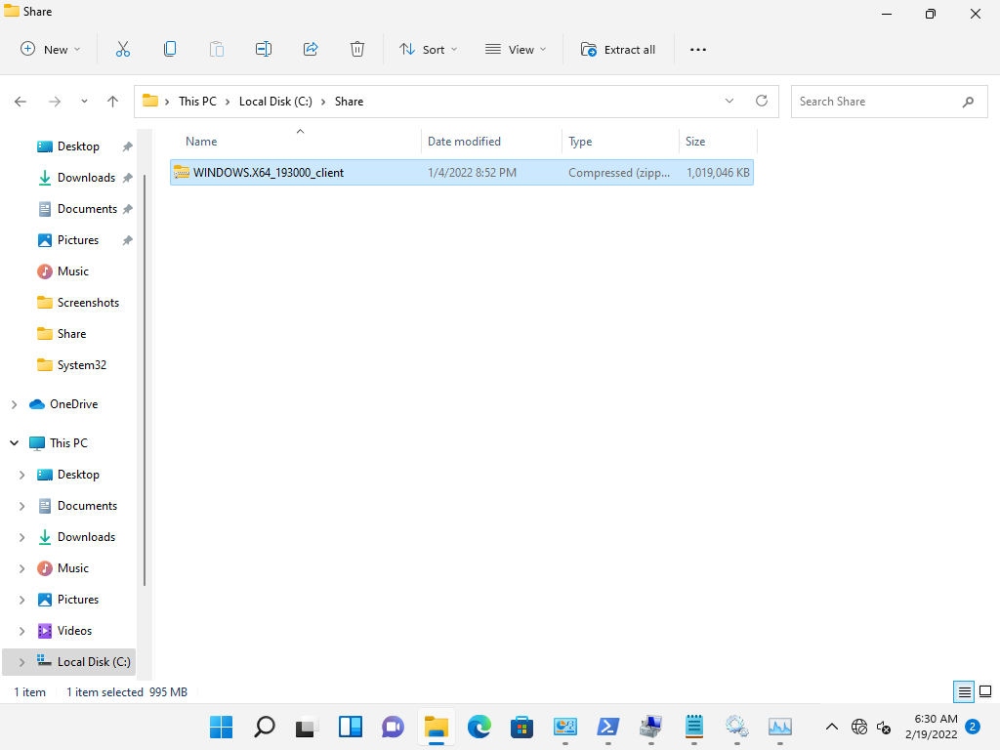 Share
New
Sort
View
Extract all
This PC
Local Disk (C:)
Share
Search Share
Name
Date modified
Type
Size
WINDOWS.X64_193000_client
1/4/2022 8:52 PM
Compressed (zipp...
1,019,046 KB
Desktop
Downloads
Documents
Pictures
Music
Screenshots
Share
System32
OneDrive
This PC
Desktop
Documents
Downloads
Music
Pictures
Videos
Local Disk (C:)
1 item
1 item selected 995 MB
6:30 AM
2/19/2022
2